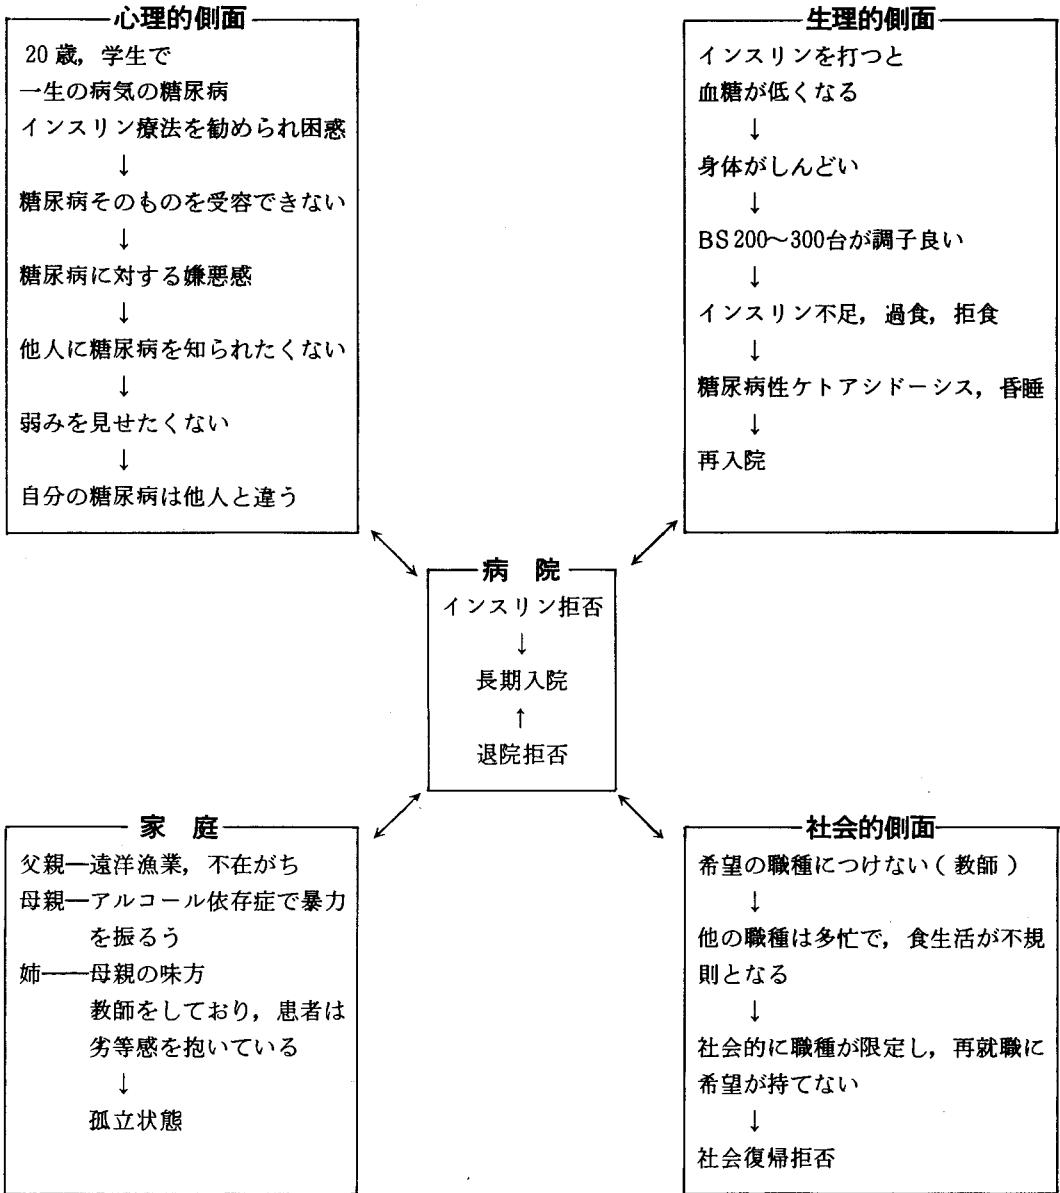 心理的側面
20歳，学生で
一生の病気の糖尿病
インスリン療法を勧められ困惑
↓
糖尿病そのものを受容できない
↓
糖尿病に対する嫌悪感
↓
他人に糖尿病を知られたくない
↓
弱みを見せたくない
↓
自分の糖尿病は他人と違う
生理的側面
インスリンを打つと
血糖が低くなる
↓
身体がしんどい
↓
BS200～300台が調子良い
↓
インスリン不足，過食，拒食
↓
糖尿病性ケトアシドーシス，昏睡
↓
再入院
病　院
インスリン拒否
↓
長期入院
↑
退院拒否
家　庭
父親―遠洋漁業，不在がち
母親―アルコール依存症で暴力
を振るう
姉――母親の味方
教師をしており，患者は
劣等感を抱いている
↓
孤立状態
社会的側面
希望の職種につけない（教師）
↓
他の職種は多忙で，食生活が不規
則となる
↓
社会的に職種が限定し，再就職に
希望が持てない
↓
社会復帰拒否